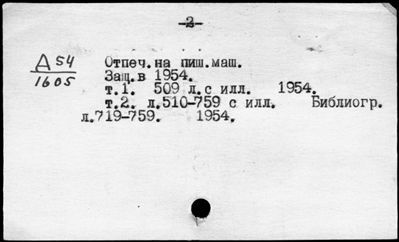 -2-
Д 54
1605
Отпеч.на пиш.маш.
Защ.в 1954.
т.1. 509 л.с илл. 1954.
т.2. л.510-759 с илл. Библиогр.
л.719-759. 1954.